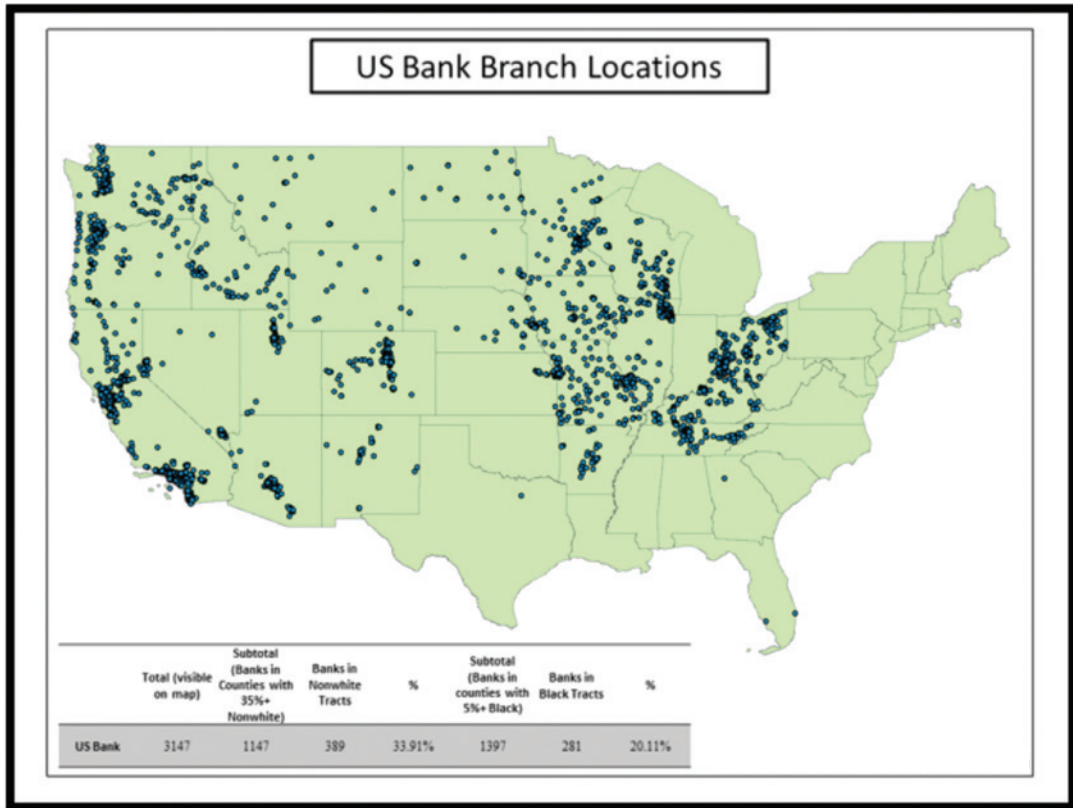 US Bank Branch Locations
Total (visible on map)
Subtotal (Banks in Counties with 35%+ Nonwhite)
Banks in Nonwhite Tracts
%
Subtotal (Banks in counties with 5%+ Black)
Banks in Black Tracts
%
US Bank 3147 1147 389 33.91% 1397 281 20.11%